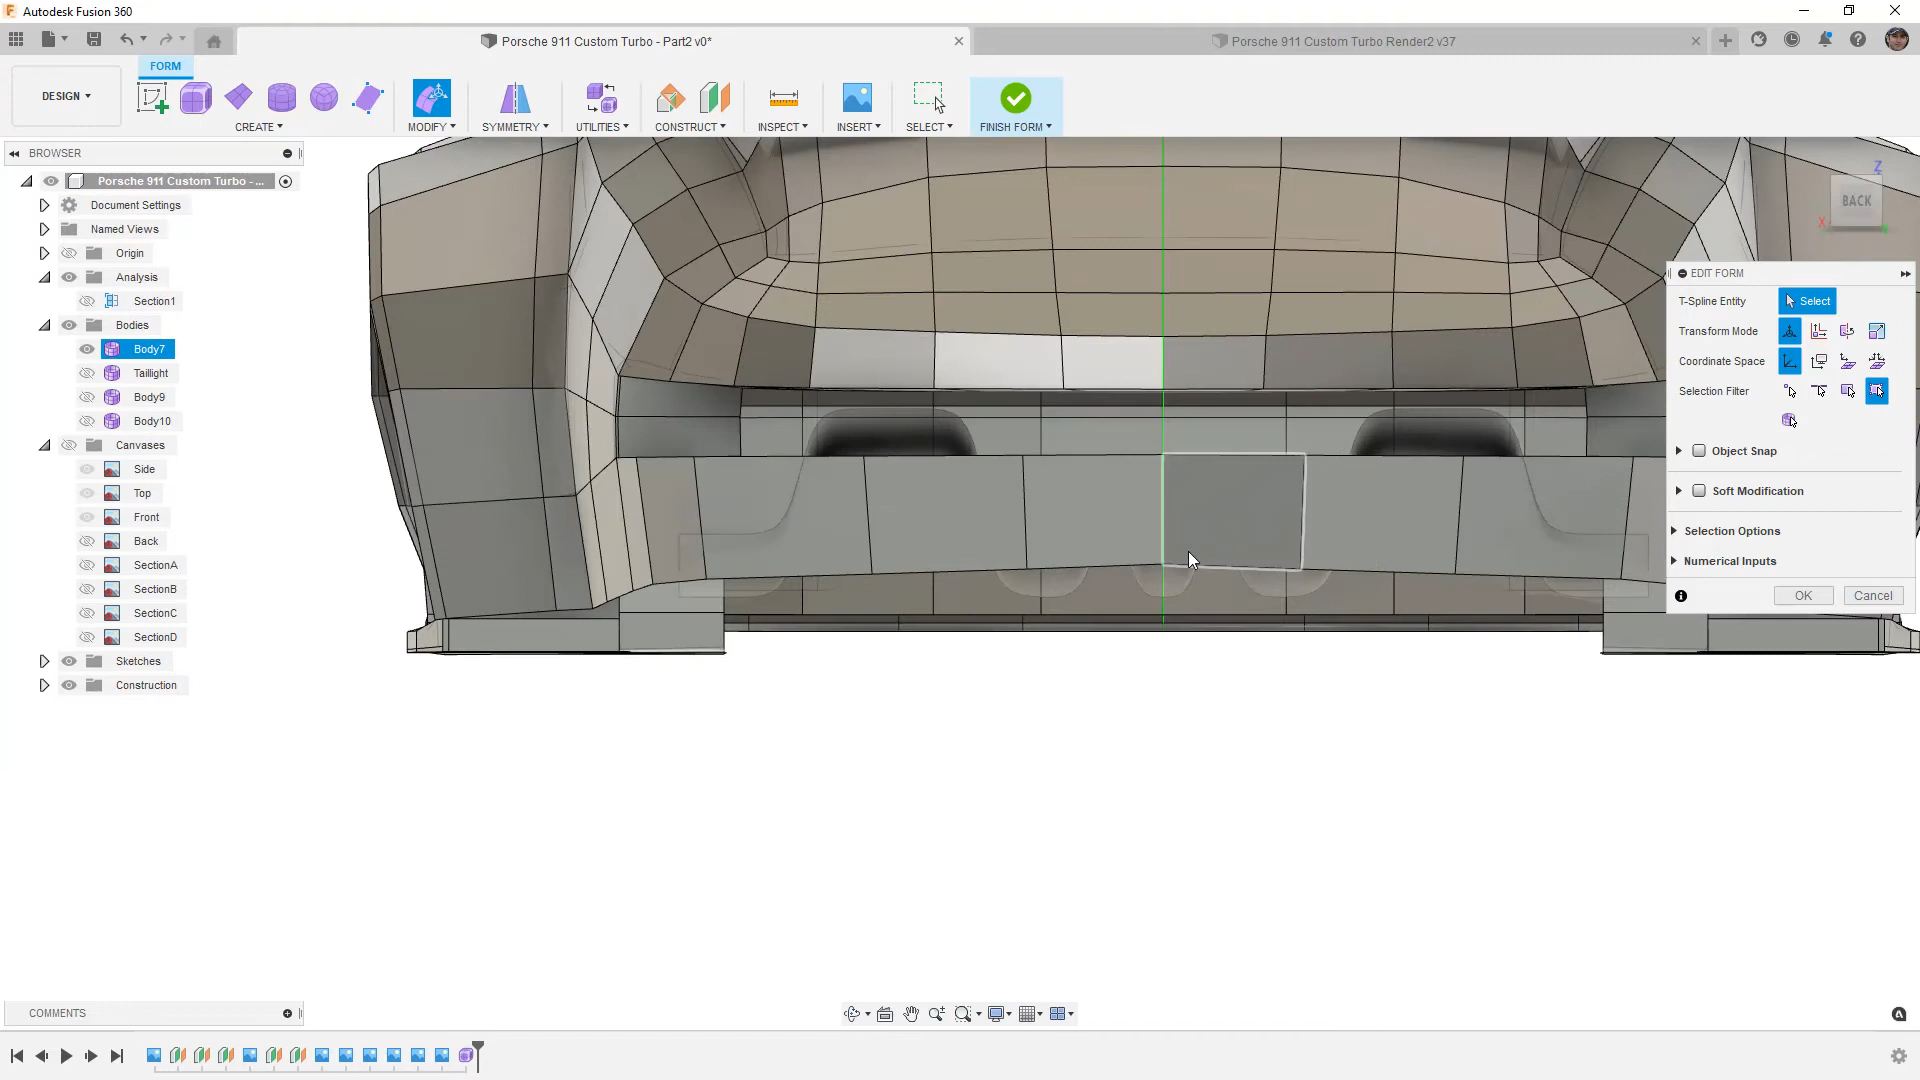 Autodesk Fusion 360
Porsche 911 Custom Turbo - Part2 v0*
Porsche 911 Custom Turbo Render2 v37
FORM
DESIGN
CREATE
MODIFY
SYMMETRY
UTILITIES
CONSTRUCT
INSPECT
INSERT
SELECT
FINISH FORM
BROWSER
Porsche 911 Custom Turbo - ...
Document Settings
Named Views
Origin
Analysis
Section1
Bodies
Body7
Taillight
Body9
Body10
Canvases
Side
Top
Front
Back
SectionA
SectionB
SectionC
SectionD
Sketches
Construction
Z
BACK
X
EDIT FORM
T-Spline Entity
Select
Transform Mode
Coordinate Space
Selection Filter
Object Snap
Soft Modification
Selection Options
Numerical Inputs
OK
Cancel
COMMENTS